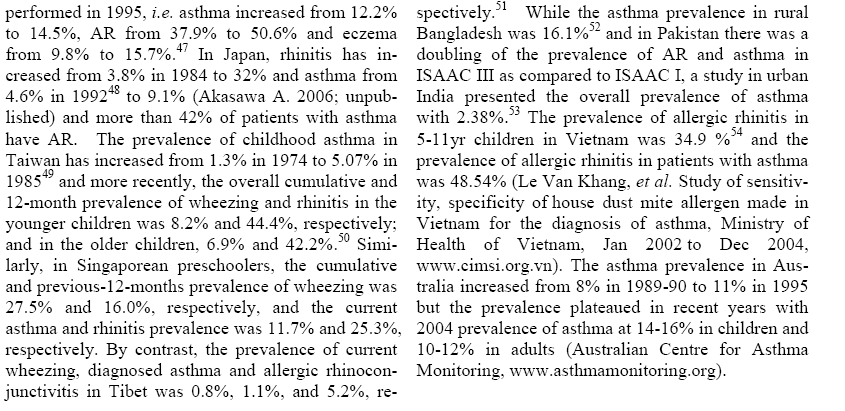 performed in 1995, i.e. asthma increased from 12.2%
to 14.5%, AR from 37.9% to 50.6% and eczema
from 9.8% to 15.7%.47 In Japan, rhinitis has in-
creased from 3.8% in 1984 to 32% and asthma from
4.6% in 199248 to 9.1% (Akasawa A. 2006; unpub-
lished) and more than 42% of patients with asthma
have AR. The prevalence of childhood asthma in
Taiwan has increased from 1.3% in 1974 to 5.07% in
198549 and more recently, the overall cumulative and
12-month prevalence of wheezing and rhinitis in the
younger children was 8.2% and 44.4%, respectively;
and in the older children, 6.9% and 42.2%.50 Simi-
larly, in Singaporean preschoolers, the cumulative
and previous-12-months prevalence of wheezing was
27.5% and 16.0%, respectively, and the current
asthma and rhinitis prevalence was 11.7% and 25.3%,
respectively. By contrast, the prevalence of current
wheezing, diagnosed asthma and allergic rhinocon-
junctivitis in Tibet was 0.8%, 1.1%, and 5.2%, re-
spectively.51 While the asthma prevalence in rural
Bangladesh was 16.1%52 and in Pakistan there was a
doubling of the prevalence of AR and asthma in
ISAAC III as compared to ISAAC I, a study in urban
India presented the overall prevalence of asthma
with 2.38%.53 The prevalence of allergic rhinitis in
5-11yr children in Vietnam was 34.9 %54 and the
prevalence of allergic rhinitis in patients with asthma
was 48.54% (Le Van Khang, et al. Study of sensitiv-
ity, specificity of house dust mite allergen made in
Vietnam for the diagnosis of asthma, Ministry of
Health of Vietnam, Jan 2002 to Dec 2004,
www.cimsi.org.vn). The asthma prevalence in Aus-
tralia increased from 8% in 1989-90 to 11% in 1995
but the prevalence plateaued in recent years with
2004 prevalence of asthma at 14-16% in children and
10-12% in adults (Australian Centre for Asthma
Monitoring, www.asthmamonitoring.org).